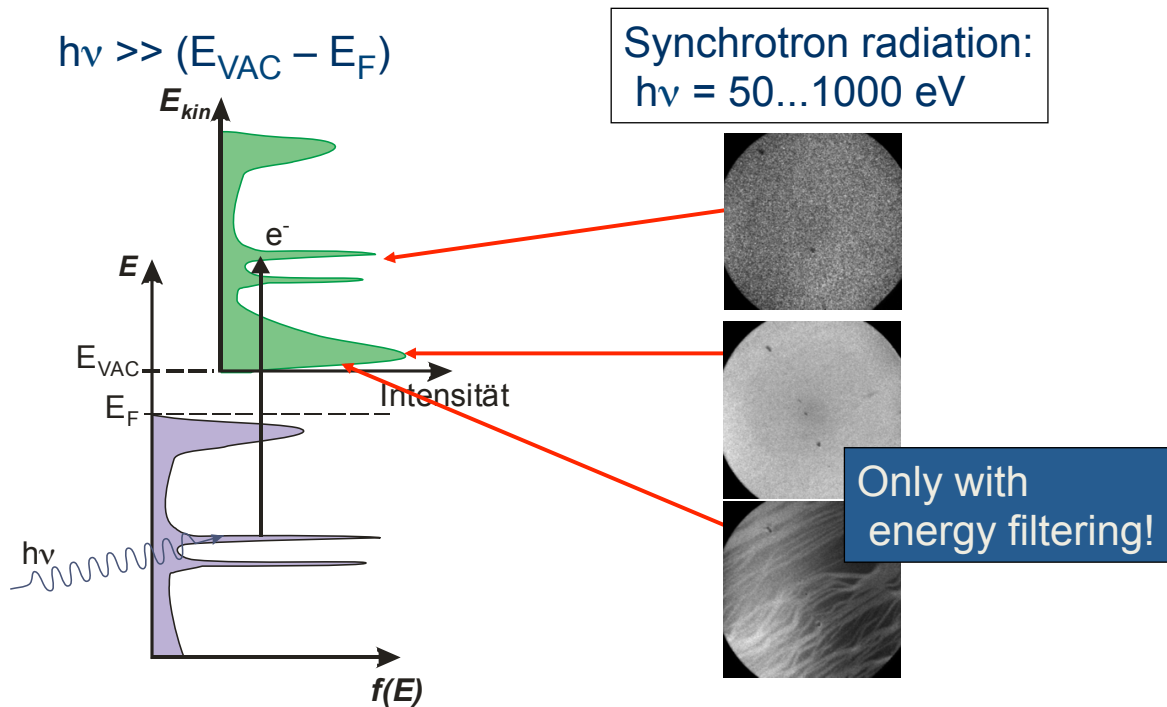 hν >> (E_VAC – E_F)
Synchrotron radiation:
hν = 50...1000 eV
E_kin
e-
E
E_VAC
Intensität
E_F
Only with
energy filtering!
hν
f(E)